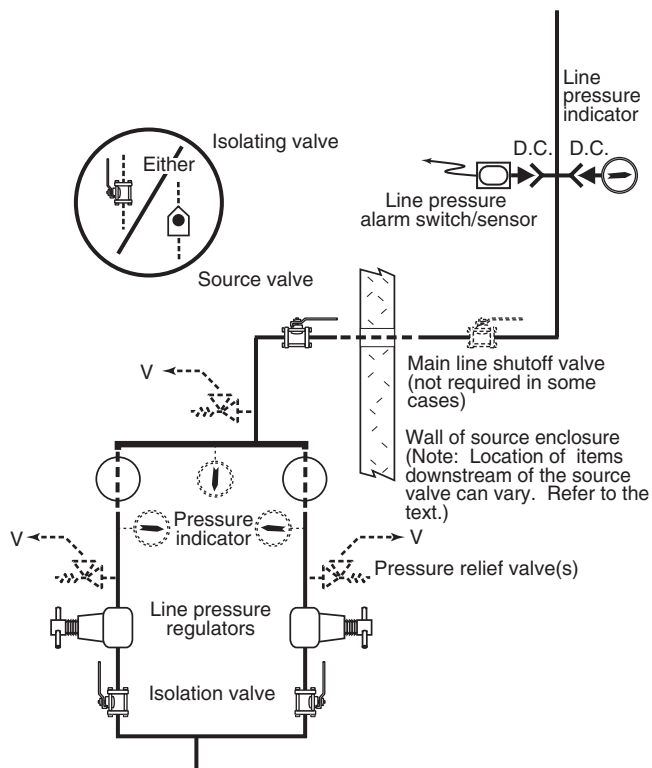 Line
pressure
indicator
D.C. D.C.
Isolating valve
Either
Line pressure
alarm switch/sensor
Source valve
Main line shutoff valve
(not required in some
cases)
V
Wall of source enclosure
(Note: Location of items
downstream of the source
valve can vary. Refer to the
text.)
Pressure
indicator
V
V
Pressure relief valve(s)
Line pressure
regulators
Isolation valve